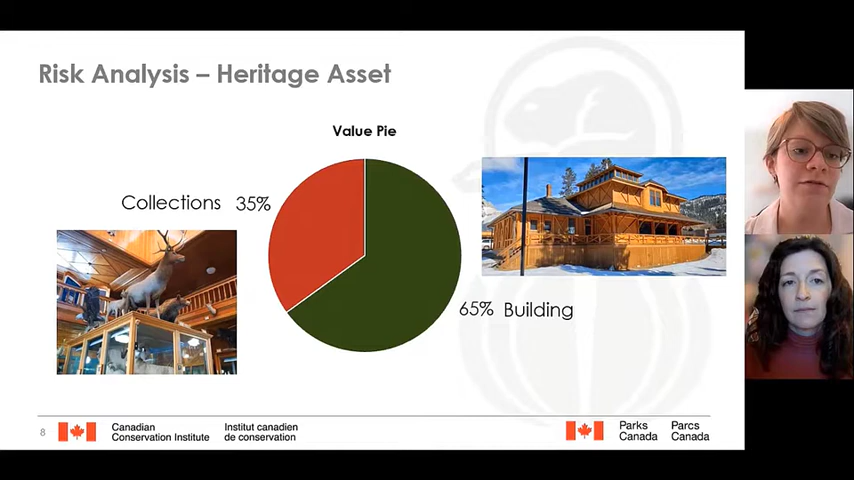 Risk Analysis – Heritage Asset
Value Pie
Collections 35%
65% Building
8
Canadian
Conservation Institute
Institut canadien
de conservation
Parks
Canada
Parcs
Canada